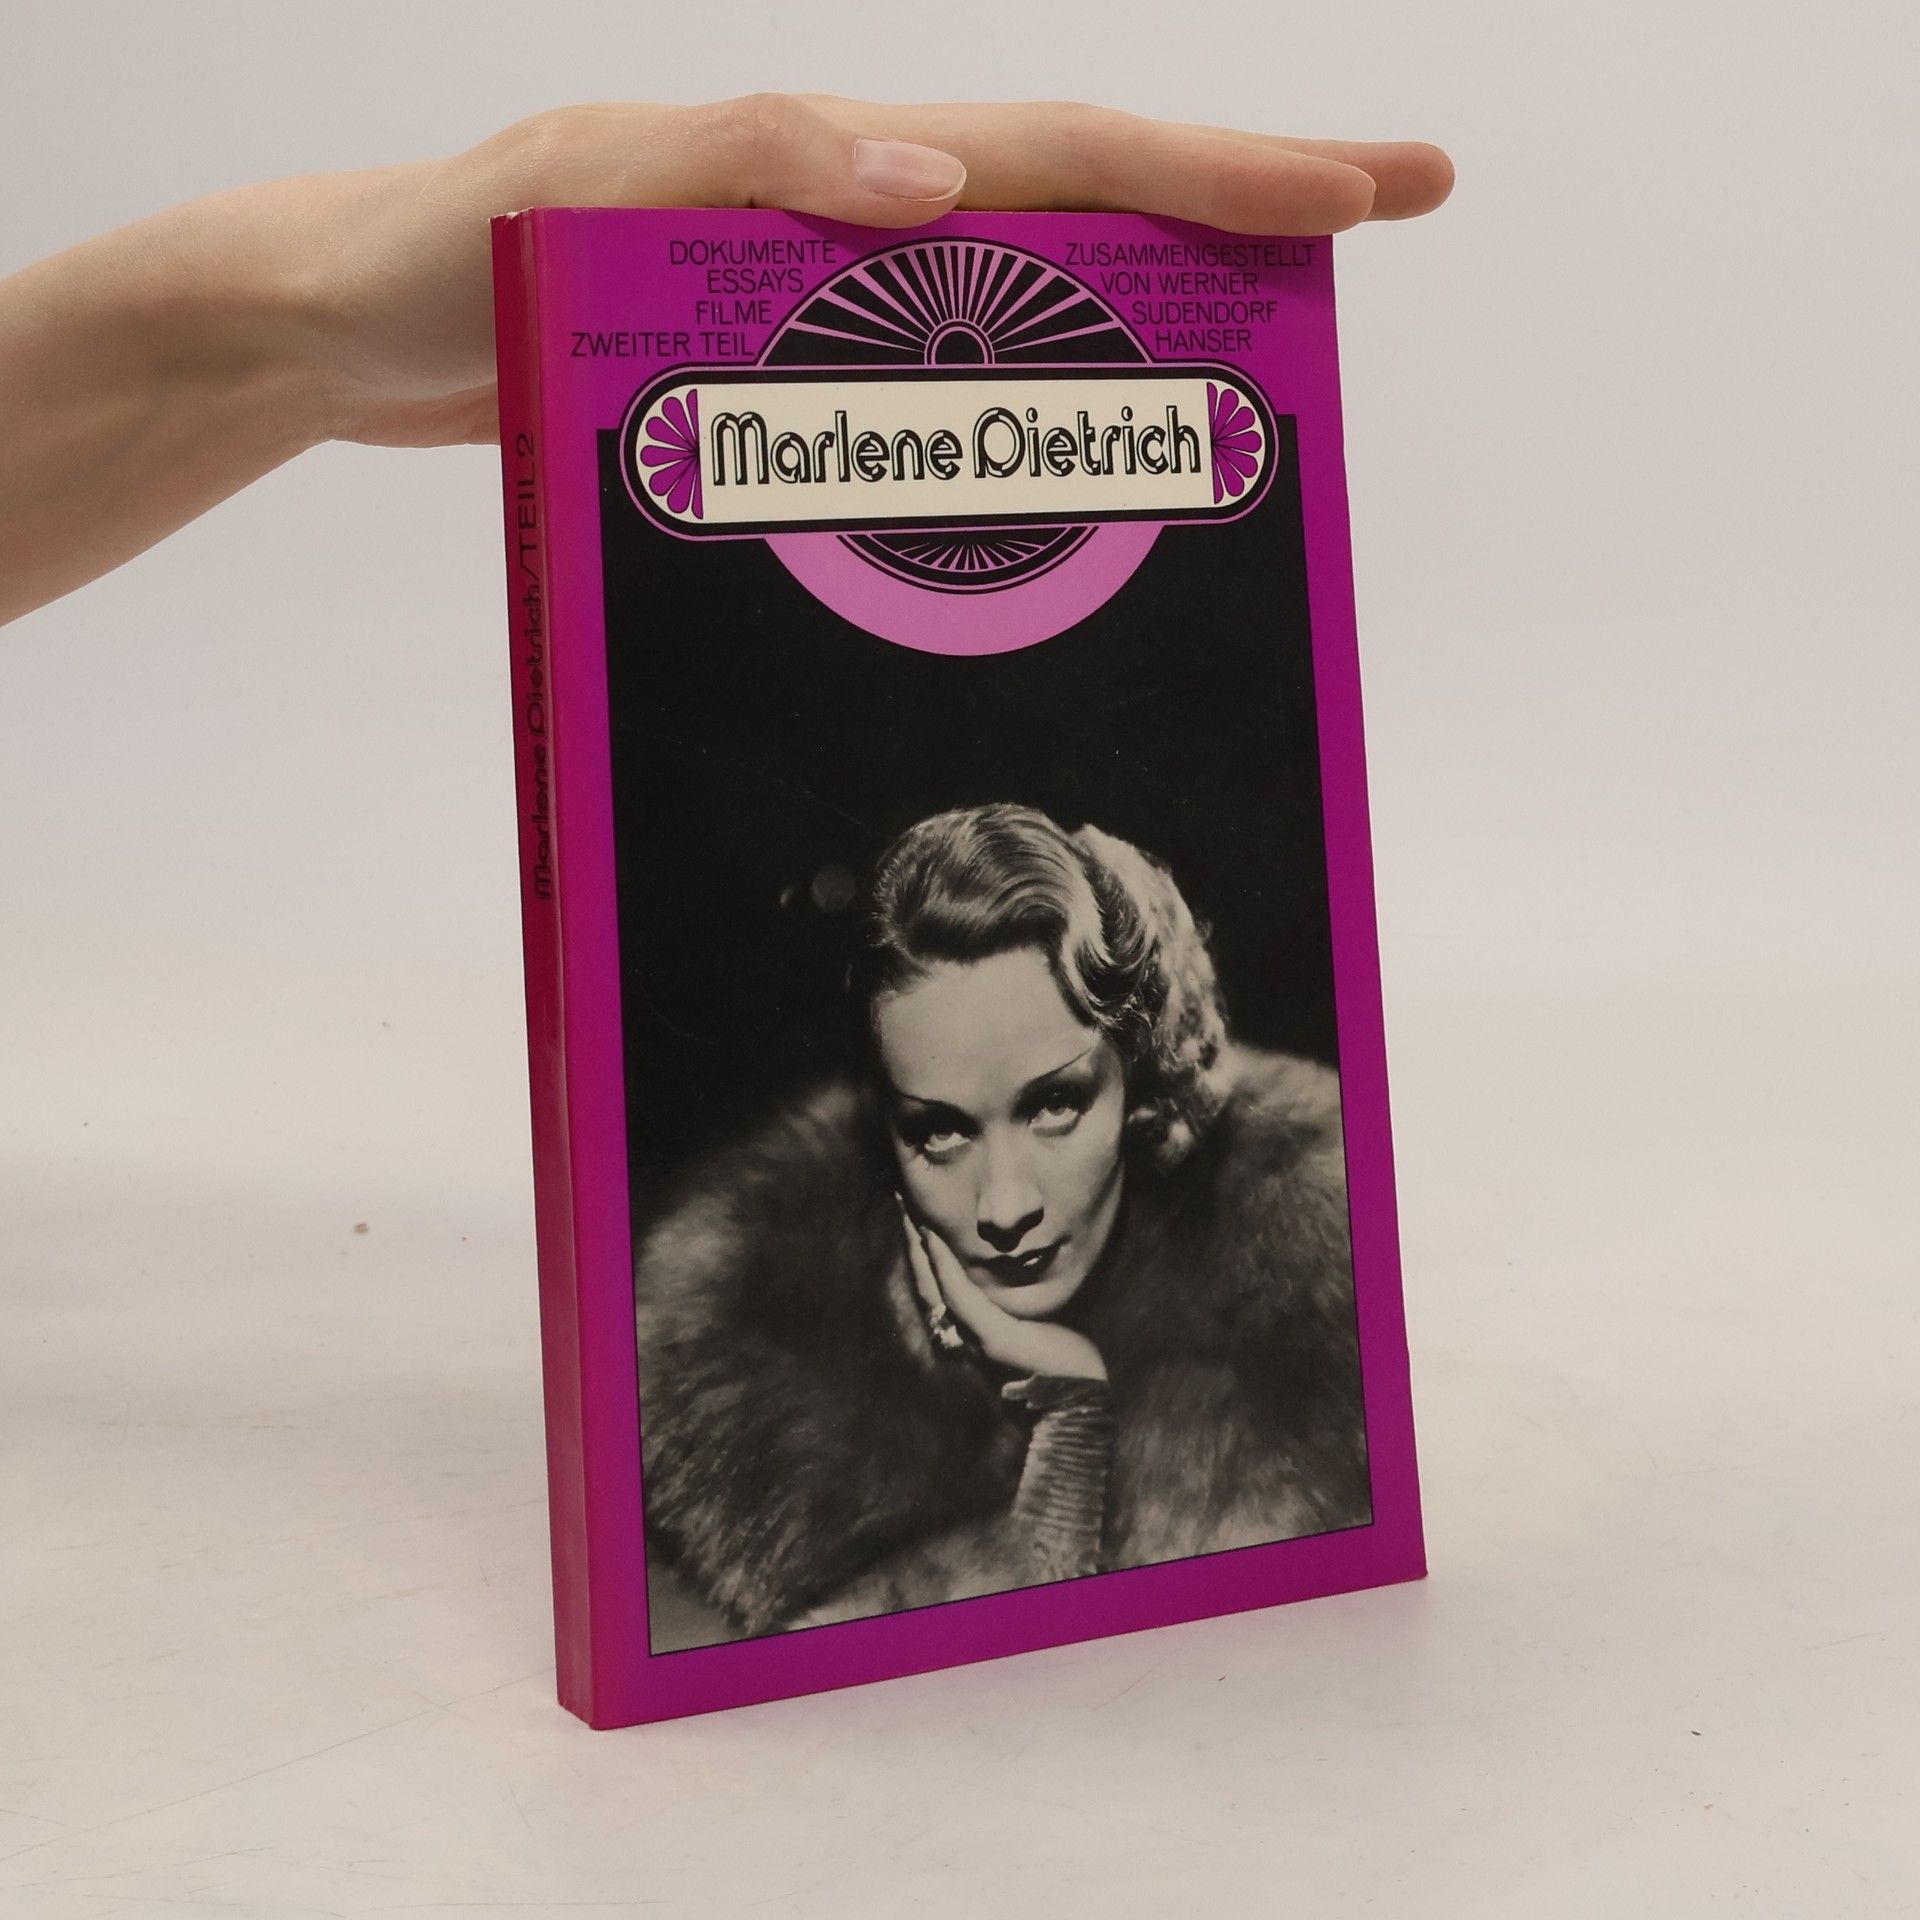 DOKUMENTE
ESSAYS
FILME
ZWEITER TEIL
ZUSAMMENGESTELLT
VON WERNER
SUDENDORF
HANSER
Marlene Dietrich
Marlene Dietrich/TEIL 2